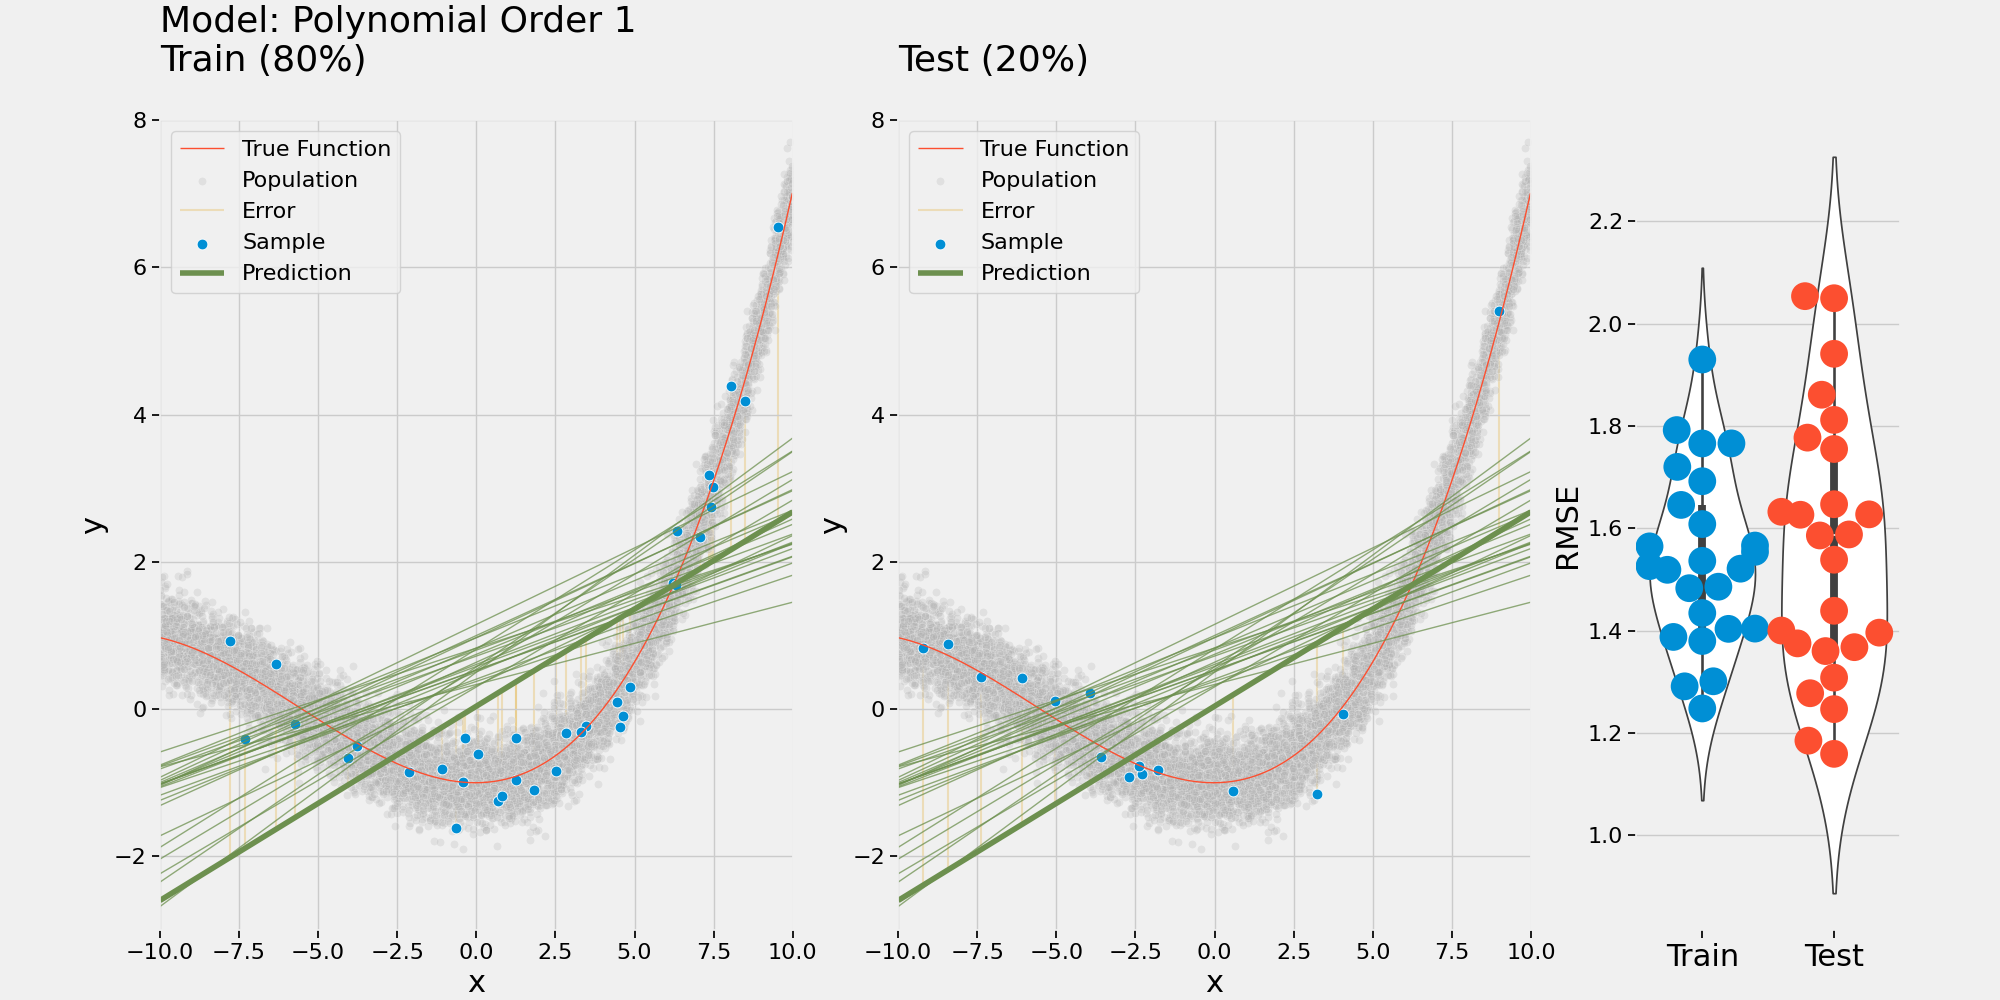 Model: Polynomial Order 1
Train (80%)
Test (20%)
8
6
4
2
0
−2
y
True Function
Population
Error
Sample
Prediction
−10.0 −7.5 −5.0 −2.5 0.0 2.5 5.0 7.5 10.0
x
8
6
4
2
0
−2
y
True Function
Population
Error
Sample
Prediction
−10.0 −7.5 −5.0 −2.5 0.0 2.5 5.0 7.5 10.0
x
2.2
2.0
1.8
1.6
1.4
1.2
1.0
RMSE
Train Test